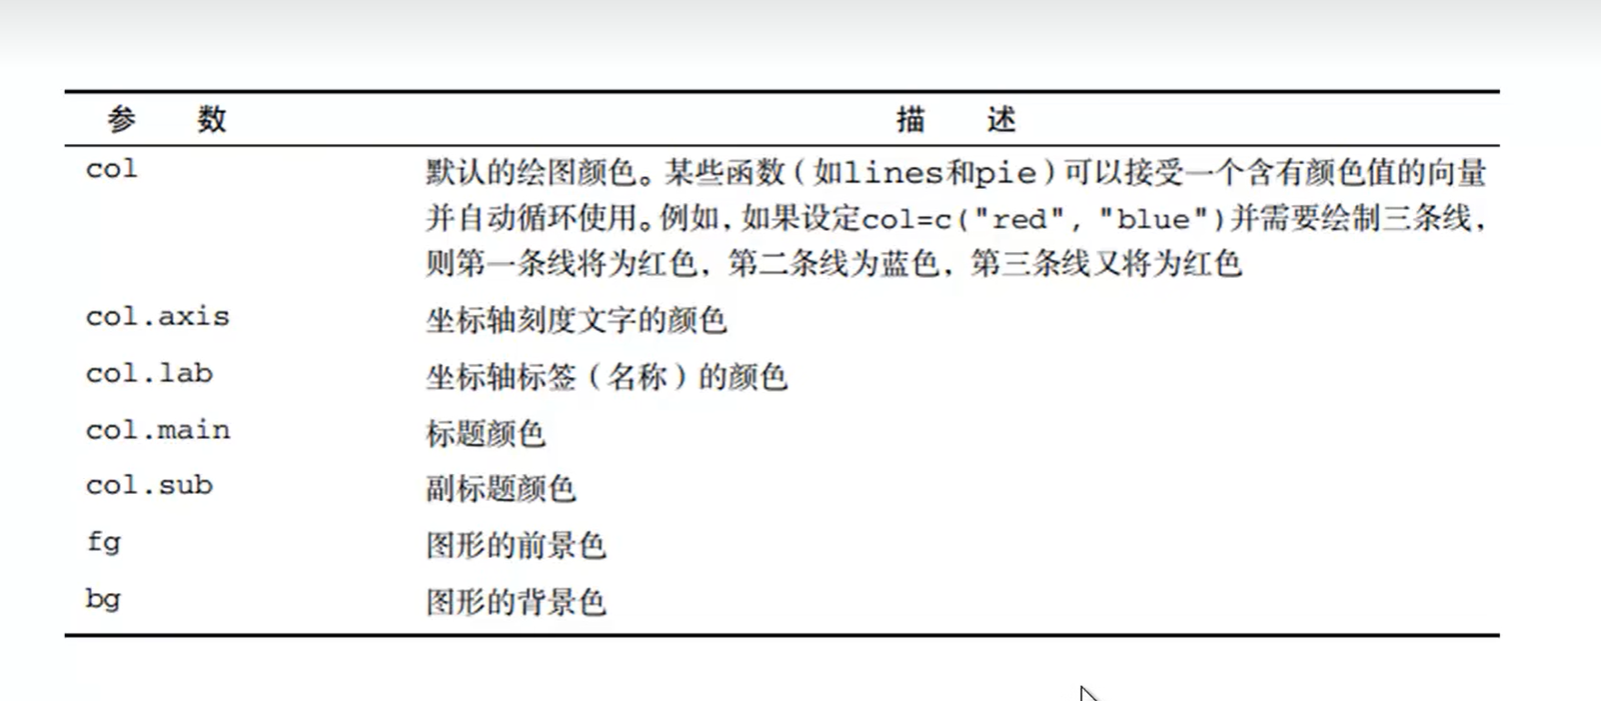 参 数 描 述
col 默认的绘图颜色。某些函数(如lines和pie)可以接受一个含有颜色值的向量
并自动循环使用。例如,如果设定col=c("red", "blue")并需要绘制三条线,
则第一条线将为红色,第二条线为蓝色,第三条线又将为红色
col.axis 坐标轴刻度文字的颜色
col.lab 坐标轴标签(名称)的颜色
col.main 标题颜色
col.sub 副标题颜色
fg 图形的前景色
bg 图形的背景色